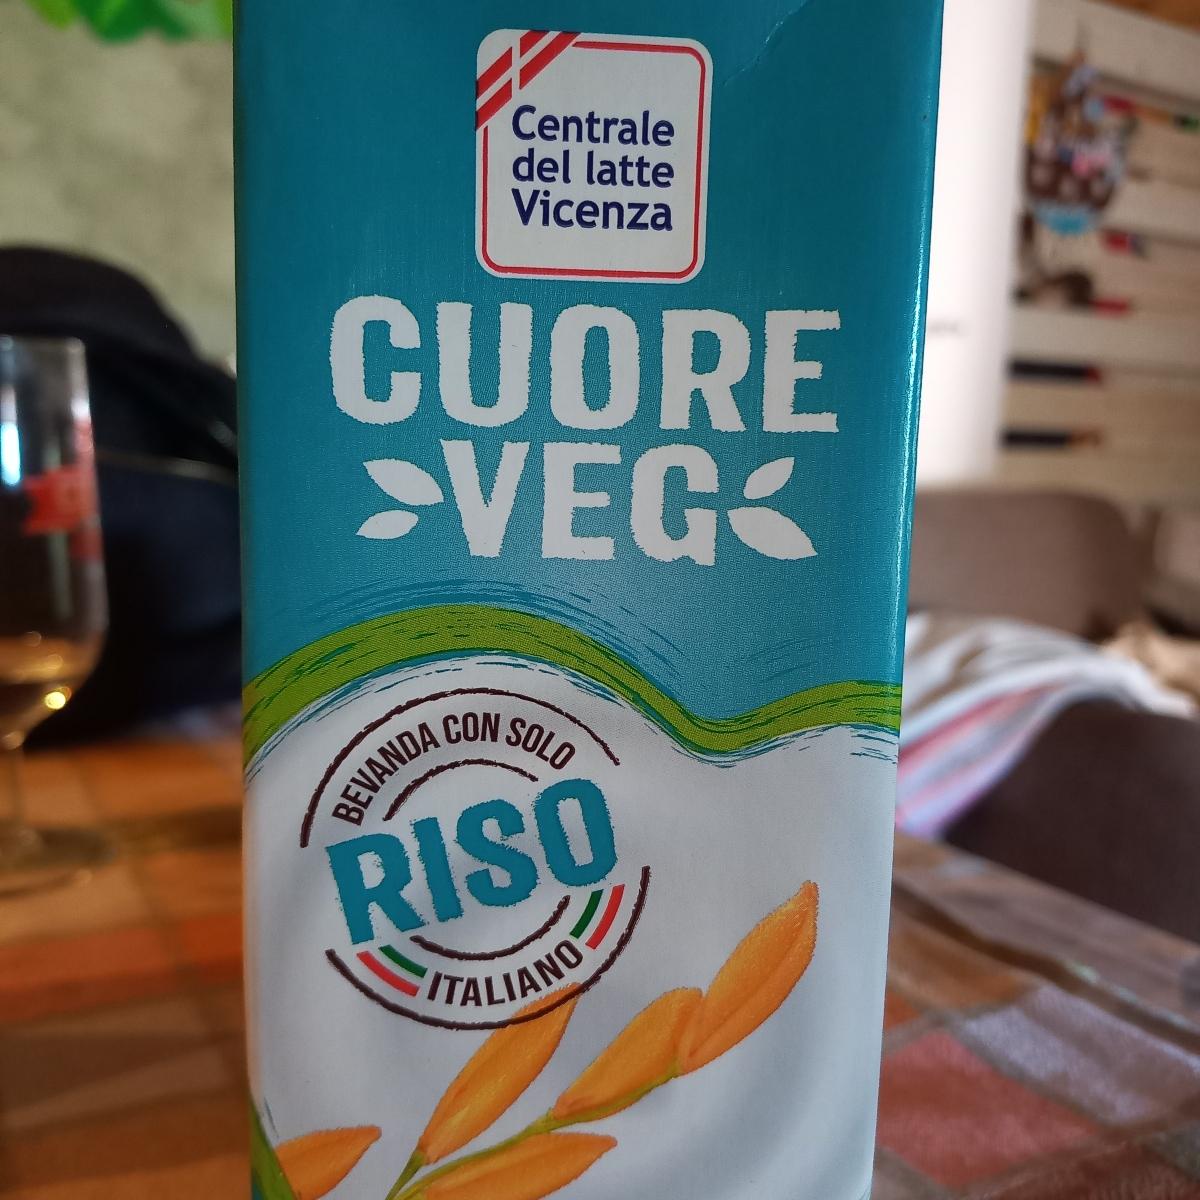 Centrale
del latte
Vicenza
CUORE
VEG
BEVANDA CON SOLO
RISO
ITALIANO